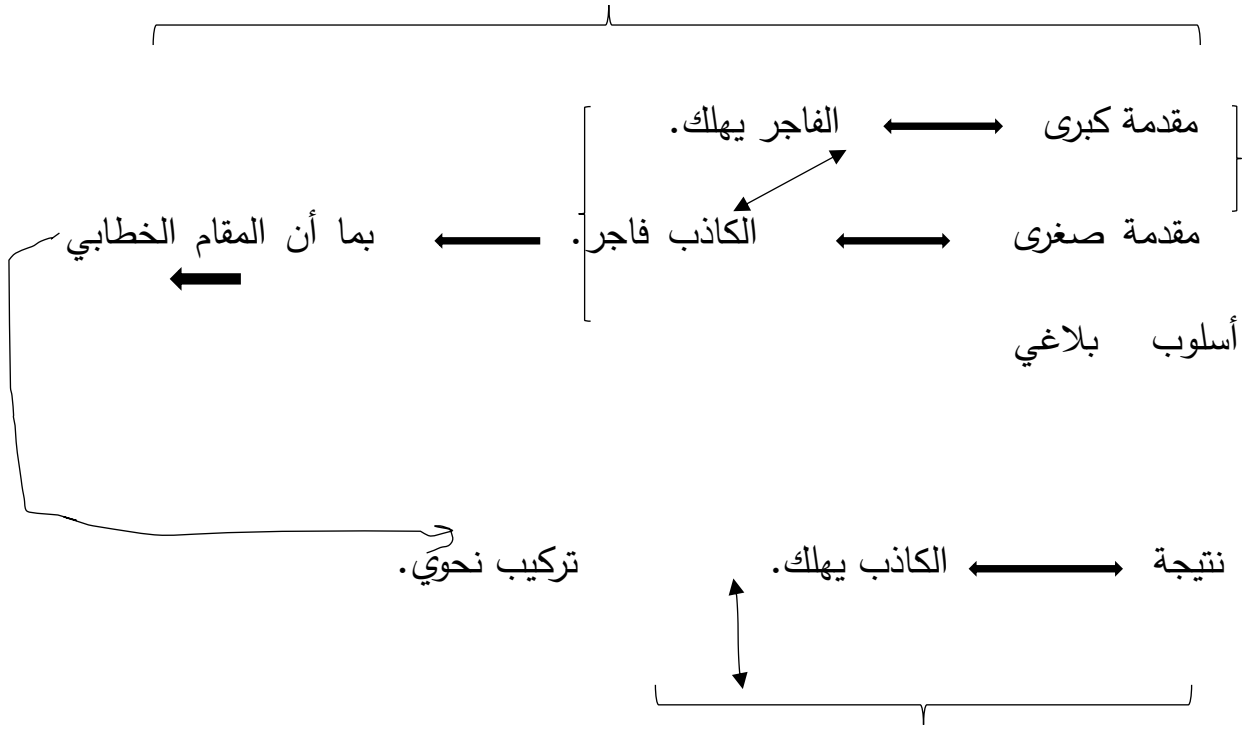 مقدمة كبرى الفاجر يهلك.
مقدمة صغرى الكاذب فاجر. بما أن المقام الخطابي
أسلوب بلاغي
نتيجة الكاذب يهلك. تركيب نحوي.